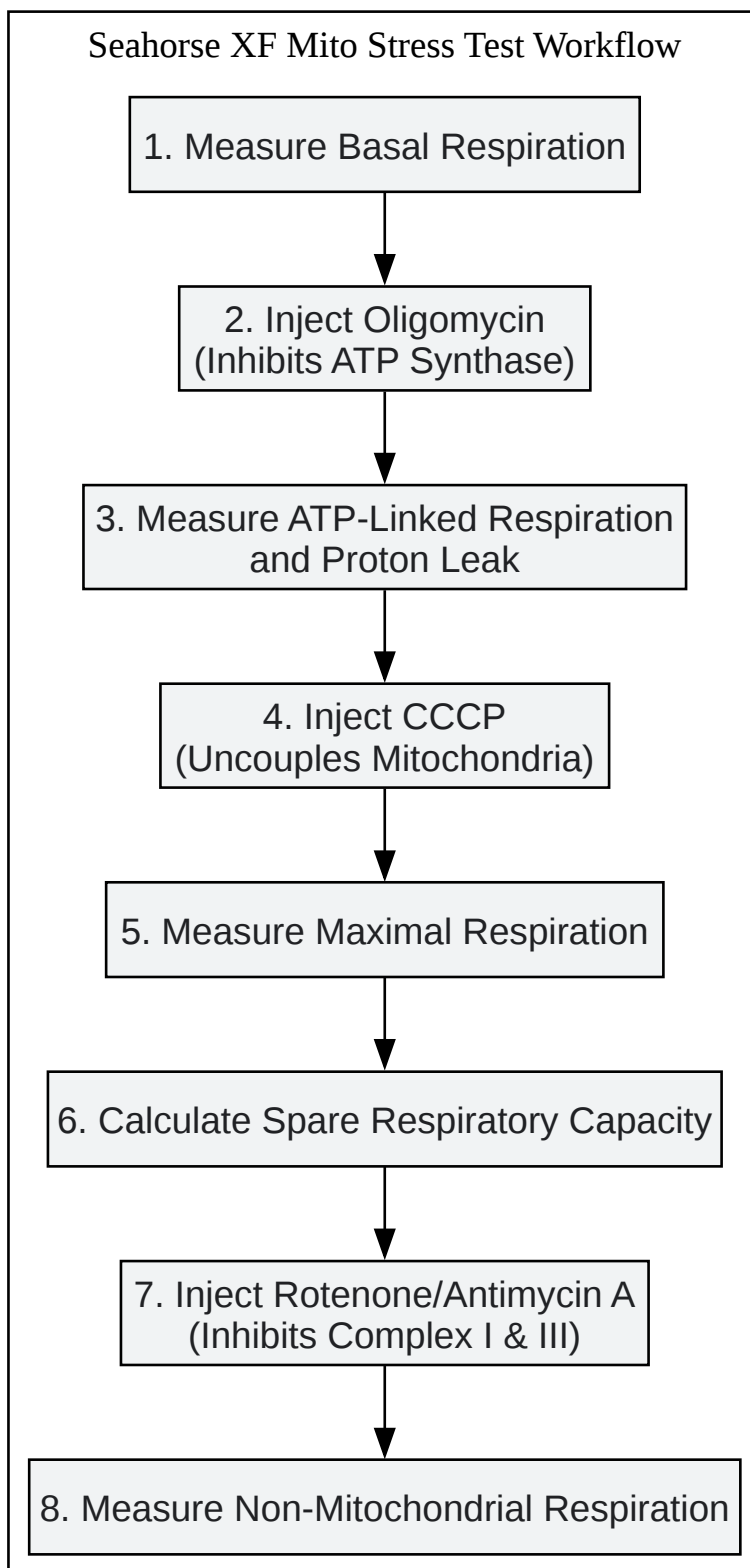 Seahorse XF Mito Stress Test Workflow
1. Measure Basal Respiration
2. Inject Oligomycin
(Inhibits ATP Synthase)
3. Measure ATP-Linked Respiration
and Proton Leak
4. Inject CCCP
(Uncouples Mitochondria)
5. Measure Maximal Respiration
6. Calculate Spare Respiratory Capacity
7. Inject Rotenone/Antimycin A
(Inhibits Complex I & III)
8. Measure Non-Mitochondrial Respiration